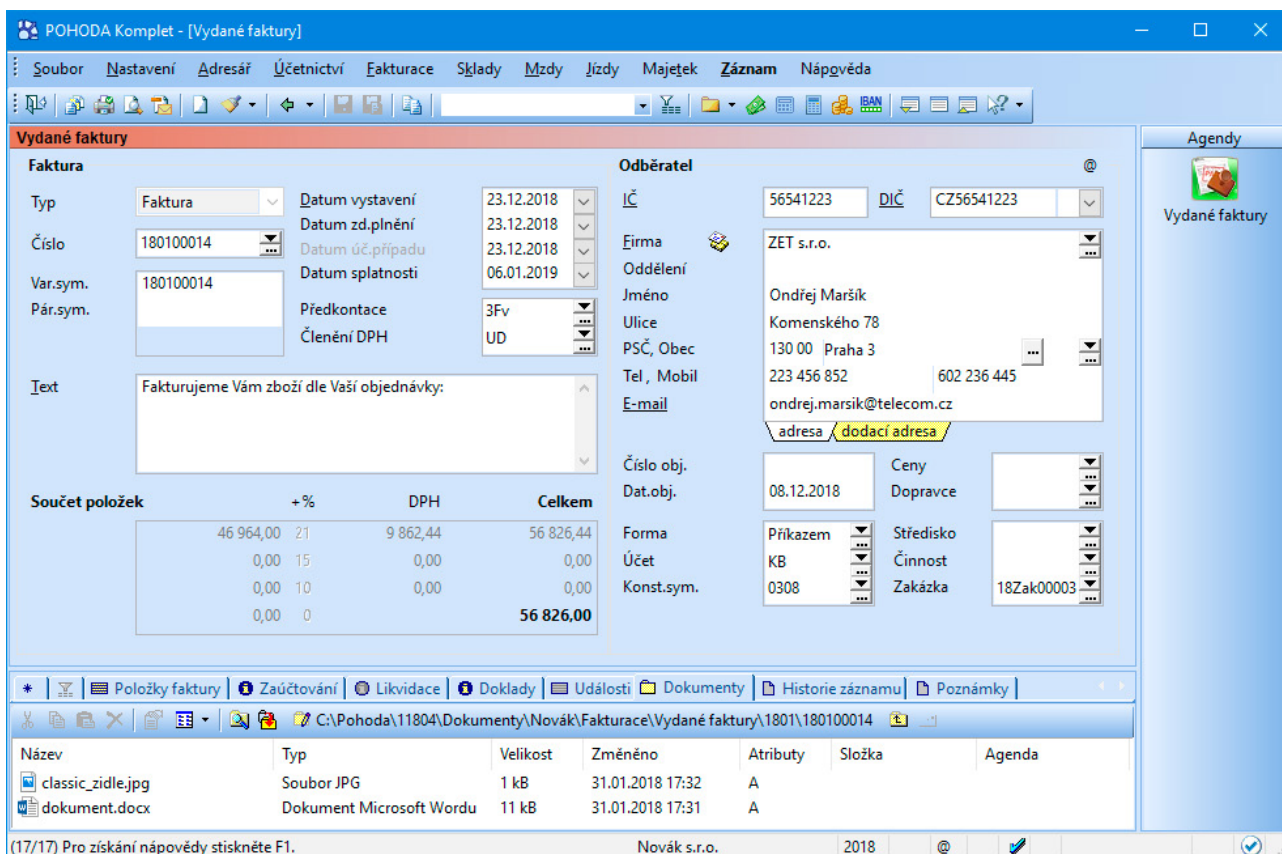 POHODA Komplet - [Vydané faktury]
Soubor Nastavení Adresář Účetnictví Fakturace Sklady Mzdy Jízdy Majetek Záznam Nápověda
IBAN
Vydané faktury
Agendy
Vydané faktury
Faktura
Typ Faktura
Číslo 180100014
Var.sym. 180100014
Pár.sym.
Datum vystavení 23.12.2018
Datum zd.plnění 23.12.2018
Datum úč.případu 23.12.2018
Datum splatnosti 06.01.2019
Předkontace 3Fv
Členění DPH UD
Text Fakturujeme Vám zboží dle Vaší objednávky:
Součet položek +% DPH Celkem
46 964,00 21 9 862,44 56 826,44
0,00 15 0,00 0,00
0,00 10 0,00 0,00
0,00 0 56 826,00
Odběratel @
IČ 56541223 DIČ CZ56541223
Firma ZET s.r.o.
Oddělení
Jméno Ondřej Maršík
Ulice Komenského 78
PSČ, Obec 130 00 Praha 3 ...
Tel , Mobil 223 456 852 602 236 445
E-mail ondrej.marsik@telecom.cz
adresa dodací adresa
Číslo obj. Ceny
Dat.obj. 08.12.2018 Dopravce
Forma Příkazem Středisko
Účet KB Činnost
Konst.sym. 0308 Zakázka 18Zak00003
* Položky faktury Zaúčtování Likvidace Doklady Události Dokumenty Historie záznamu Poznámky
C:\Pohoda\11804\Dokumenty\Novák\Fakturace\Vydané faktury\1801\180100014
Název Typ Velikost Změněno Atributy Složka Agenda
classic_zidle.jpg Soubor JPG 1 kB 31.01.2018 17:32 A
dokument.docx Dokument Microsoft Wordu 11 kB 31.01.2018 17:31 A
(17/17) Pro získání nápovědy stiskněte F1. Novák s.r.o. 2018 @